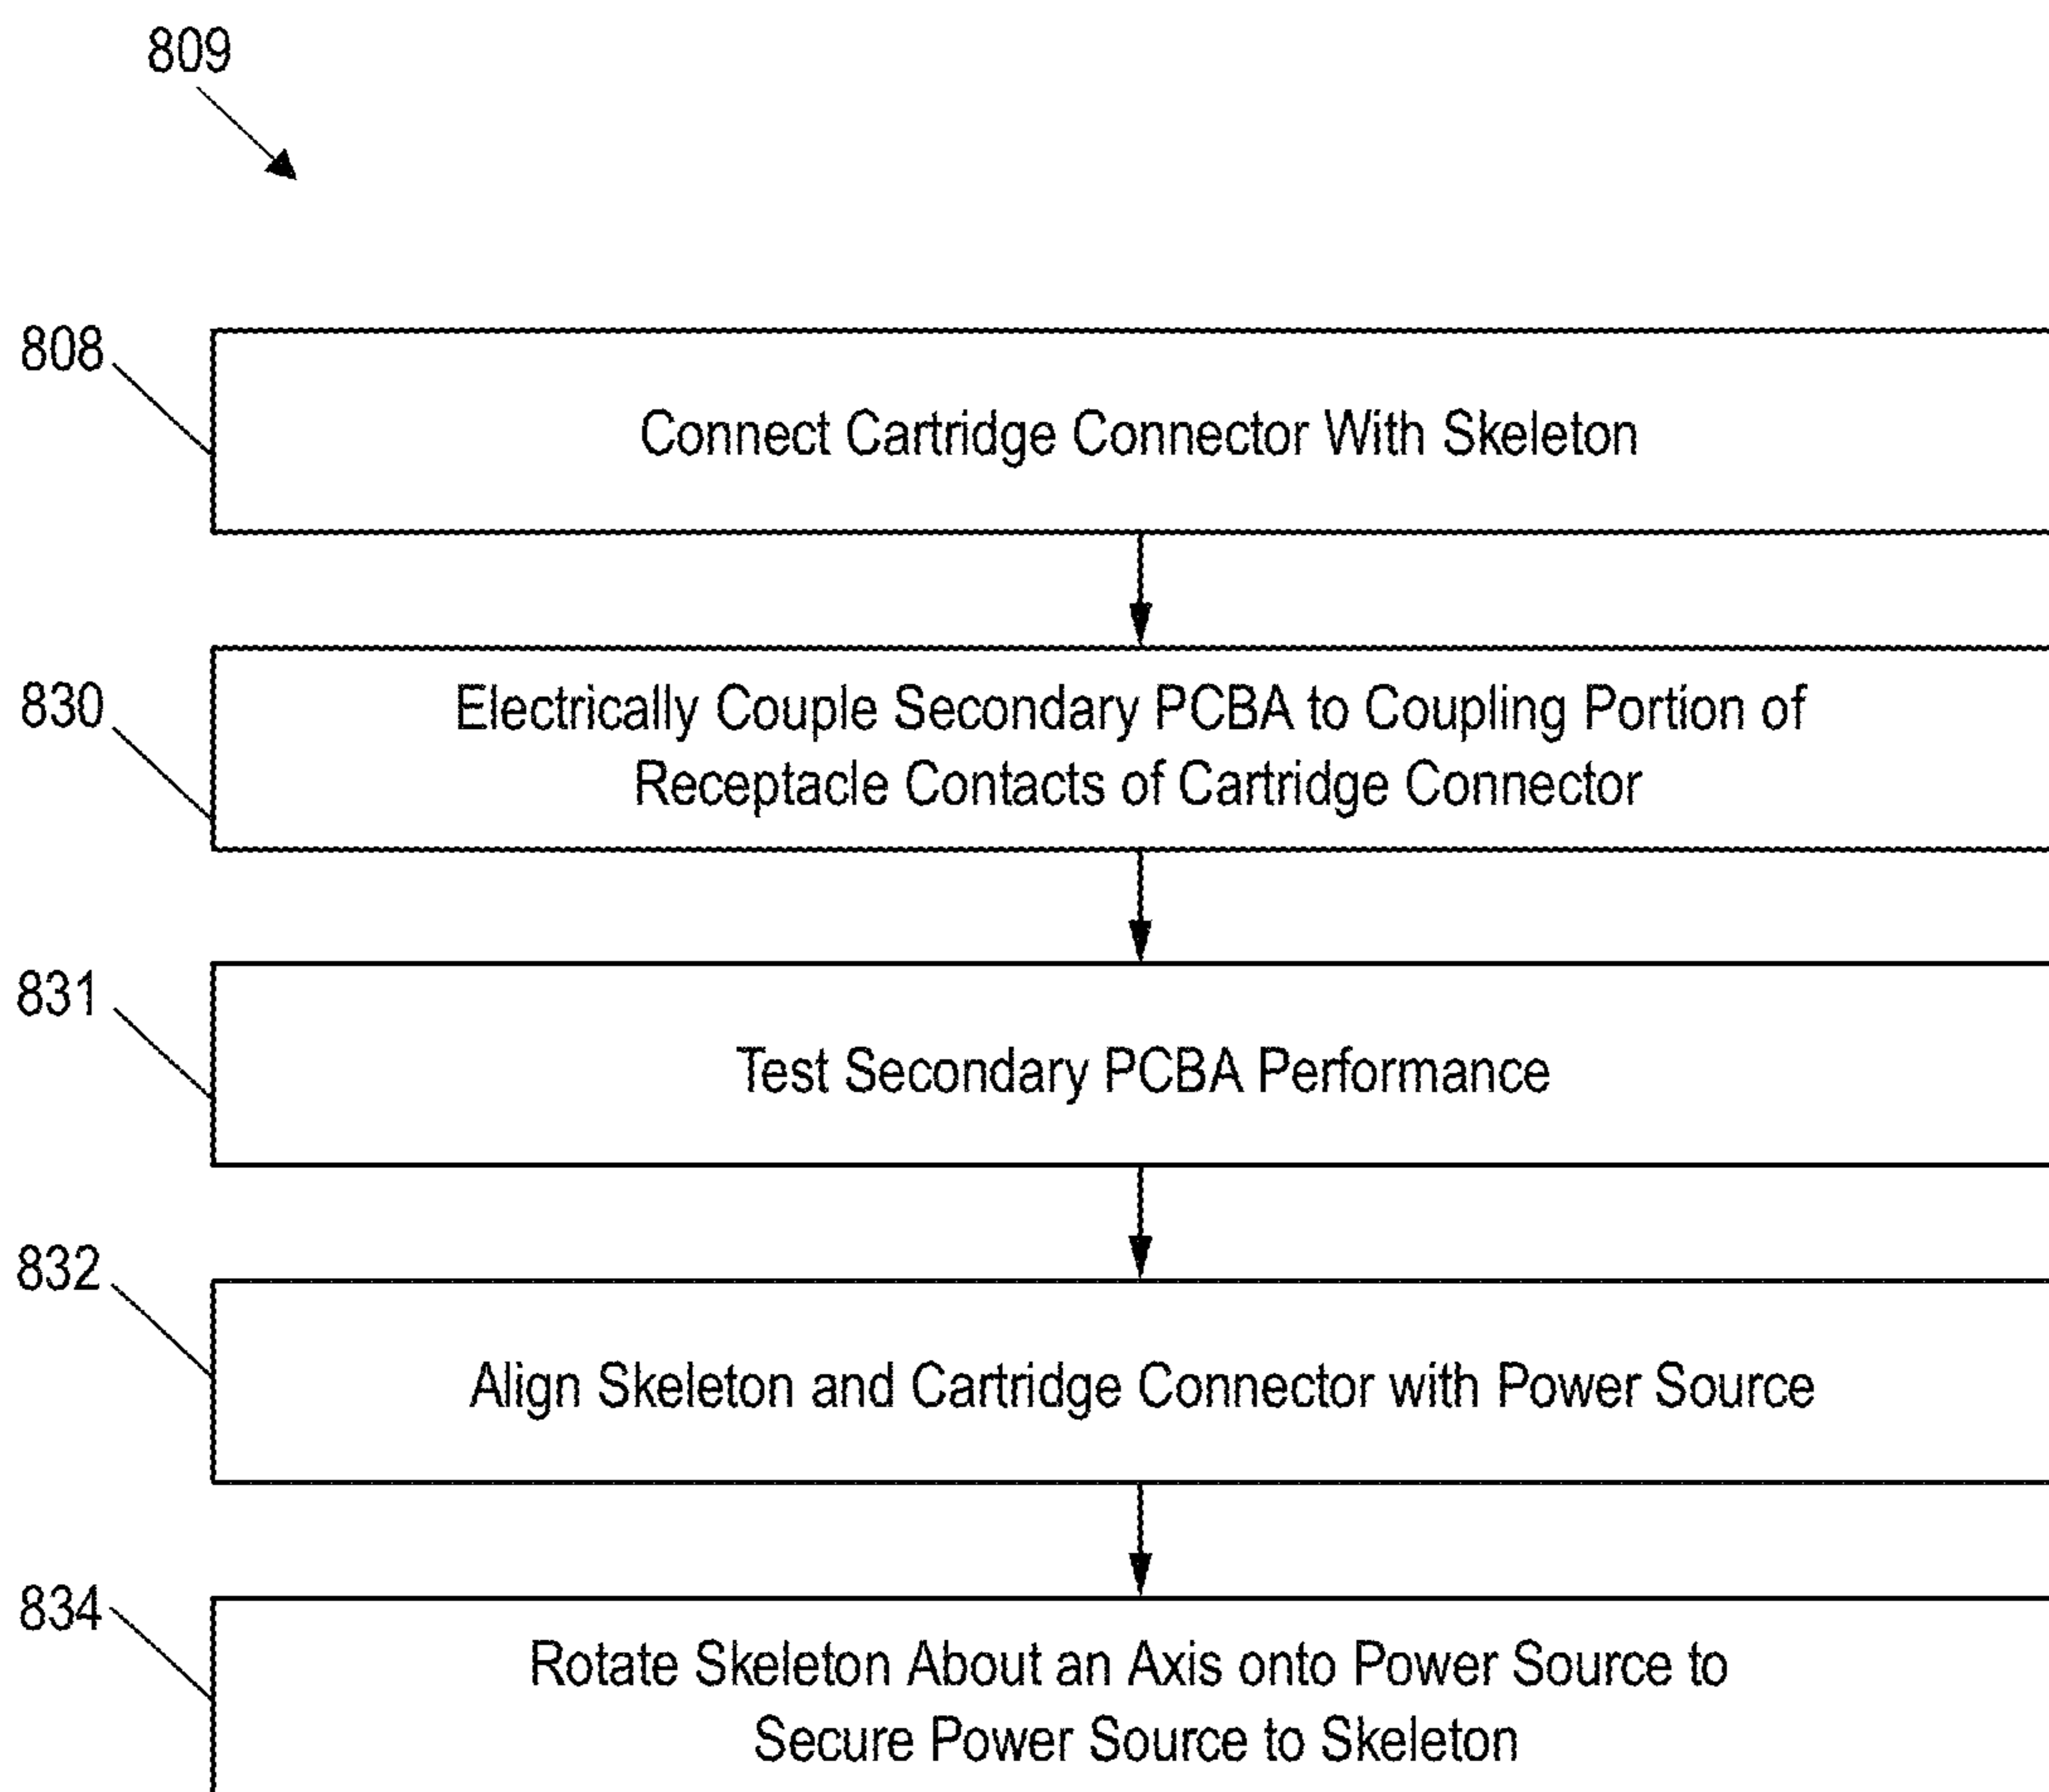 809
808
Connect Cartridge Connector With Skeleton
830
Electrically Couple Secondary PCBA to Coupling Portion of
Receptacle Contacts of Cartridge Connector
831
Test Secondary PCBA Performance
832
Align Skeleton and Cartridge Connector with Power Source
834
Rotate Skeleton About an Axis onto Power Source to
Secure Power Source to Skeleton